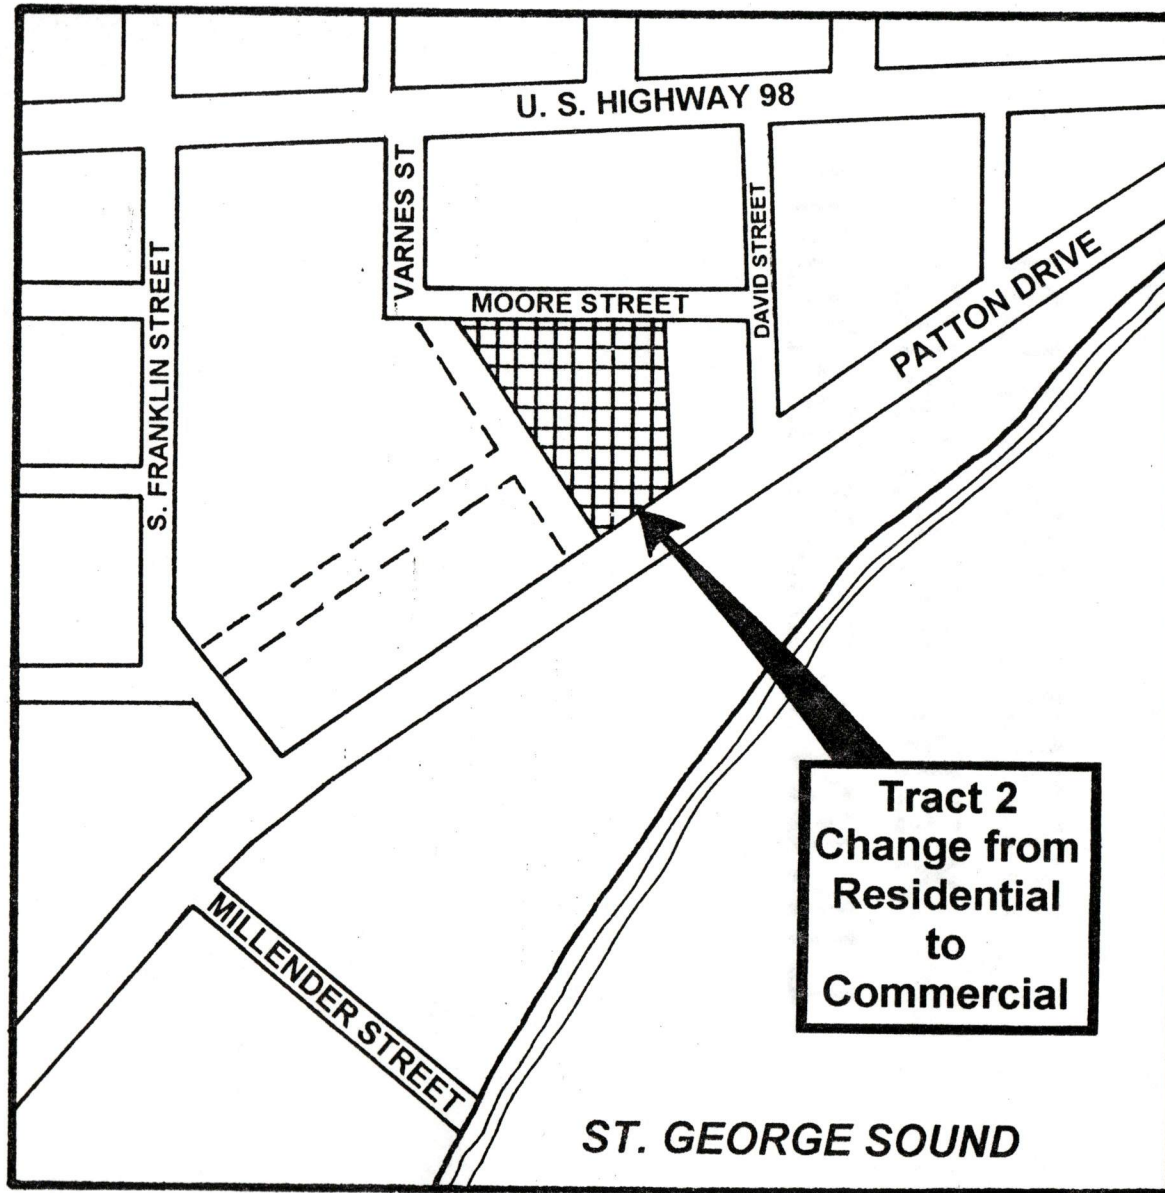 U. S. HIGHWAY 98
VARNES ST
DAVID STREET
S. FRANKLIN STREET
MOORE STREET
PATTON DRIVE
Tract 2
Change from
Residential
to
Commercial
MILLENDER STREET
ST. GEORGE SOUND